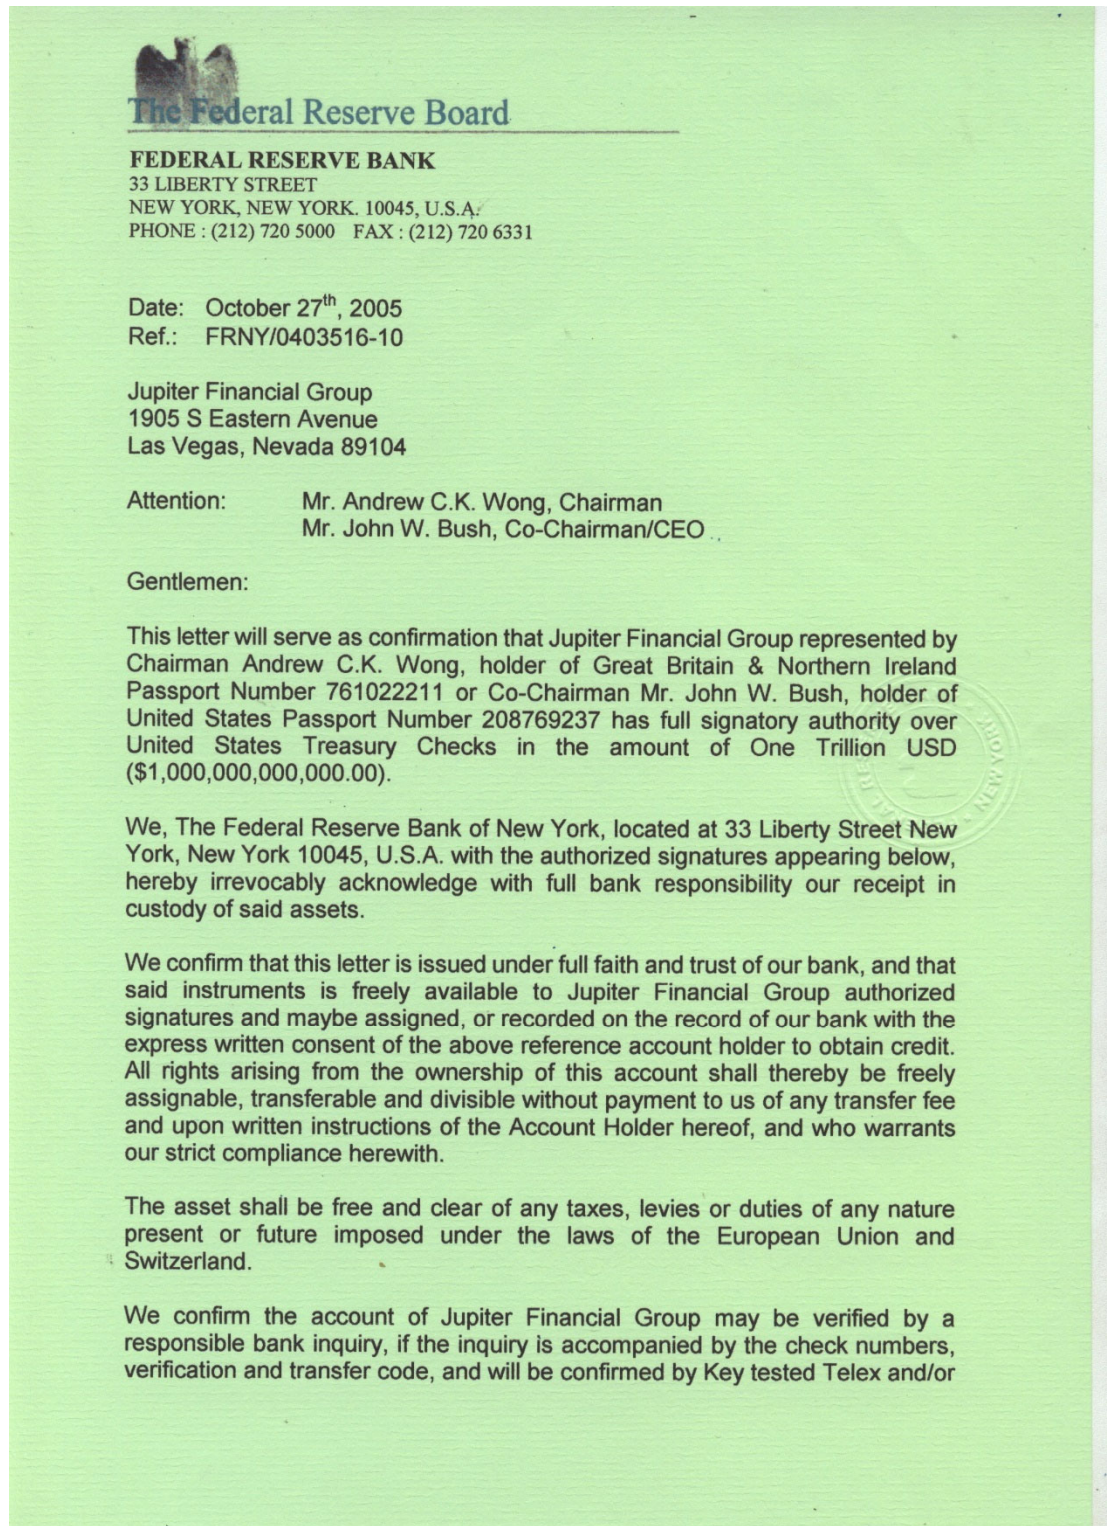 The Federal Reserve Board
FEDERAL RESERVE BANK
33 LIBERTY STREET
NEW YORK, NEW YORK. 10045, U.S.A.
PHONE : (212) 720 5000 FAX : (212) 720 6331
Date: October 27th, 2005
Ref.: FRNY/0403516-10
Jupiter Financial Group
1905 S Eastern Avenue
Las Vegas, Nevada 89104
Attention: Mr. Andrew C.K. Wong, Chairman
Mr. John W. Bush, Co-Chairman/CEO
Gentlemen:
This letter will serve as confirmation that Jupiter Financial Group represented by
Chairman Andrew C.K. Wong, holder of Great Britain & Northern Ireland
Passport Number 761022211 or Co-Chairman Mr. John W. Bush, holder of
United States Passport Number 208769237 has full signatory authority over
United States Treasury Checks in the amount of One Trillion USD
($1,000,000,000,000.00).
We, The Federal Reserve Bank of New York, located at 33 Liberty Street New
York, New York 10045, U.S.A. with the authorized signatures appearing below,
hereby irrevocably acknowledge with full bank responsibility our receipt in
custody of said assets.
We confirm that this letter is issued under full faith and trust of our bank, and that
said instruments is freely available to Jupiter Financial Group authorized
signatures and maybe assigned, or recorded on the record of our bank with the
express written consent of the above reference account holder to obtain credit.
All rights arising from the ownership of this account shall thereby be freely
assignable, transferable and divisible without payment to us of any transfer fee
and upon written instructions of the Account Holder hereof, and who warrants
our strict compliance herewith.
The asset shall be free and clear of any taxes, levies or duties of any nature
present or future imposed under the laws of the European Union and
Switzerland.
We confirm the account of Jupiter Financial Group may be verified by a
responsible bank inquiry, if the inquiry is accompanied by the check numbers,
verification and transfer code, and will be confirmed by Key tested Telex and/or
NEW YORK